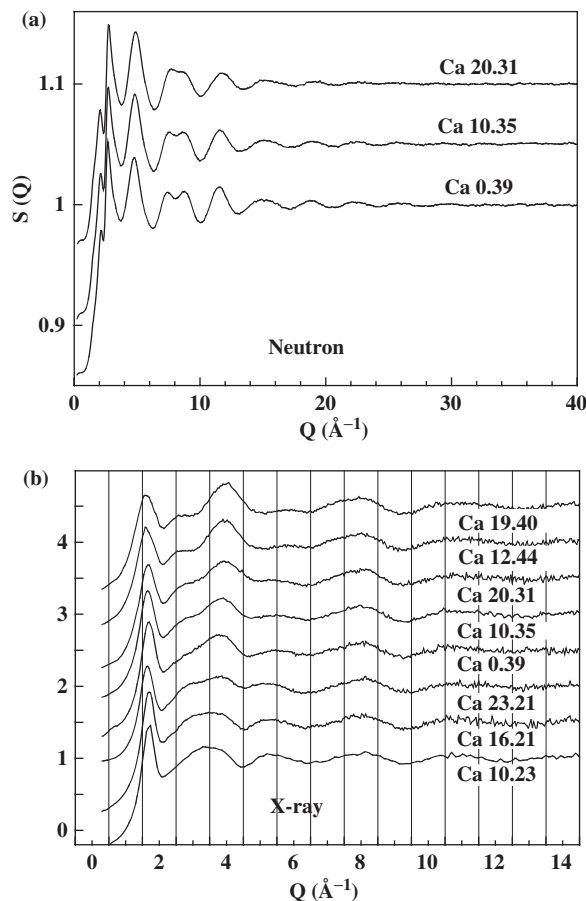 (a)
1.1
1
0.9
S (Q)
Ca 20.31
Ca 10.35
Ca 0.39
Neutron
0 10 20 30 40
Q (Å⁻¹)
(b)
4
3
2
1
0
Ca 19.40
Ca 12.44
Ca 20.31
Ca 10.35
Ca 0.39
Ca 23.21
Ca 16.21
Ca 10.23
X-ray
0 2 4 6 8 10 12 14
Q (Å⁻¹)